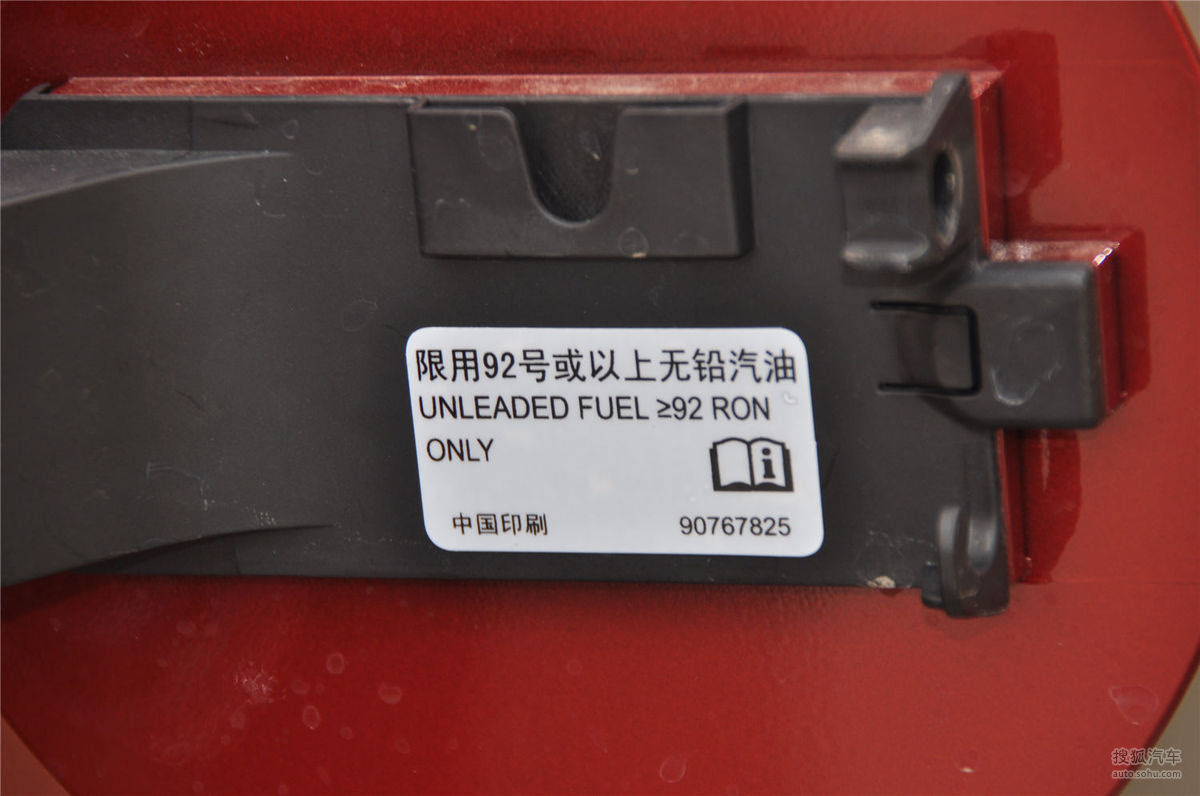 限用92号或以上无铅汽油
UNLEADED FUEL ≥92 RON
ONLY
中国印刷 90767825
搜狐汽车
auto.sohu.com